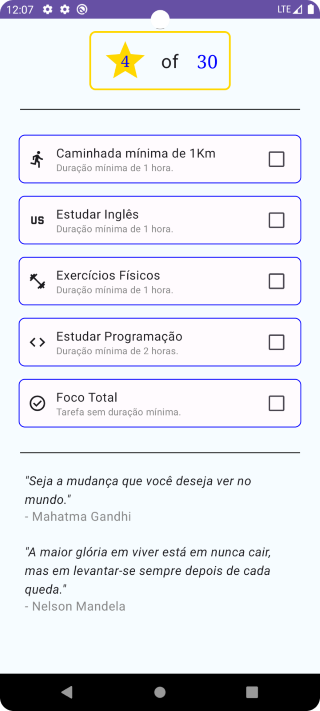 12:07
LTE
4 of 30
Caminhada mínima de 1Km
Duração mínima de 1 hora.
US
Estudar Inglês
Duração mínima de 1 hora.
Exercícios Físicos
Duração mínima de 1 hora.
Estudar Programação
Duração mínima de 2 horas.
Foco Total
Tarefa sem duração mínima.
"Seja a mudança que você deseja ver no
mundo."
- Mahatma Gandhi
"A maior glória em viver está em nunca cair,
mas em levantar-se sempre depois de cada
queda."
- Nelson Mandela